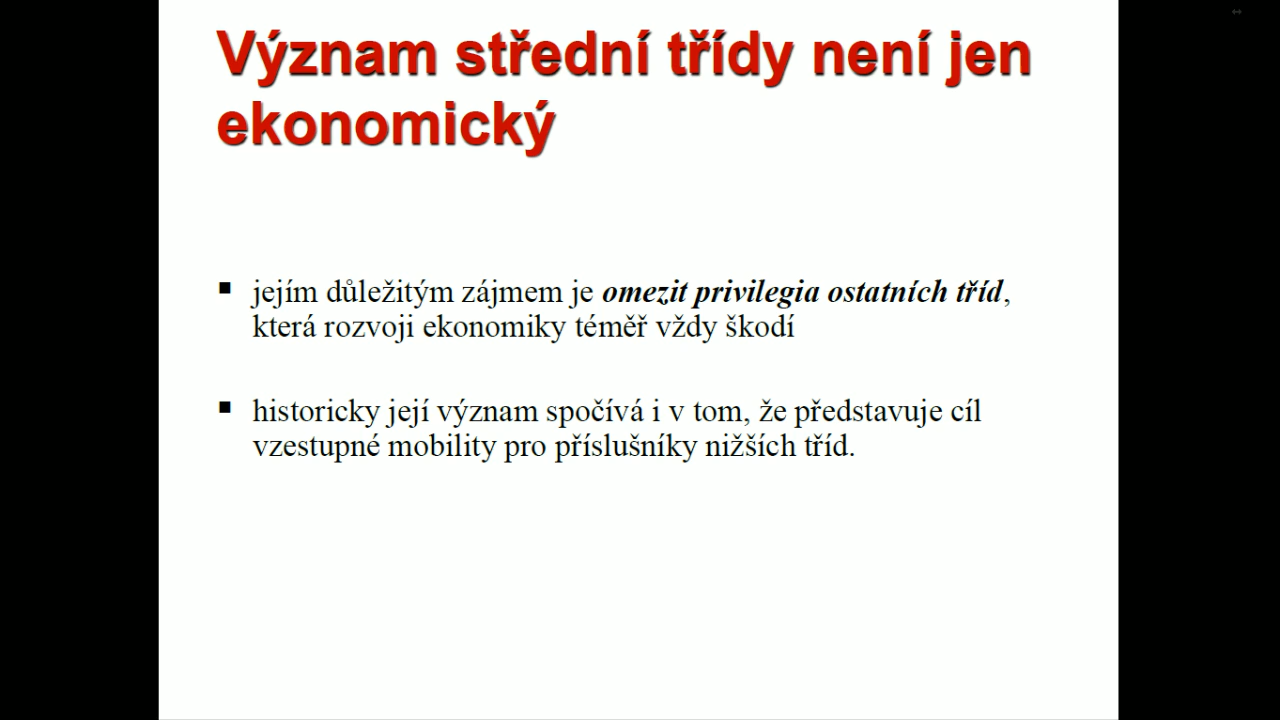 Význam střední třídy není jen
ekonomický
▪ jejím důležitým zájmem je omezit privilegia ostatních tříd,
která rozvoji ekonomiky téměř vždy škodí
▪ historicky její význam spočívá i v tom, že představuje cíl
vzestupné mobility pro příslušníky nižších tříd.